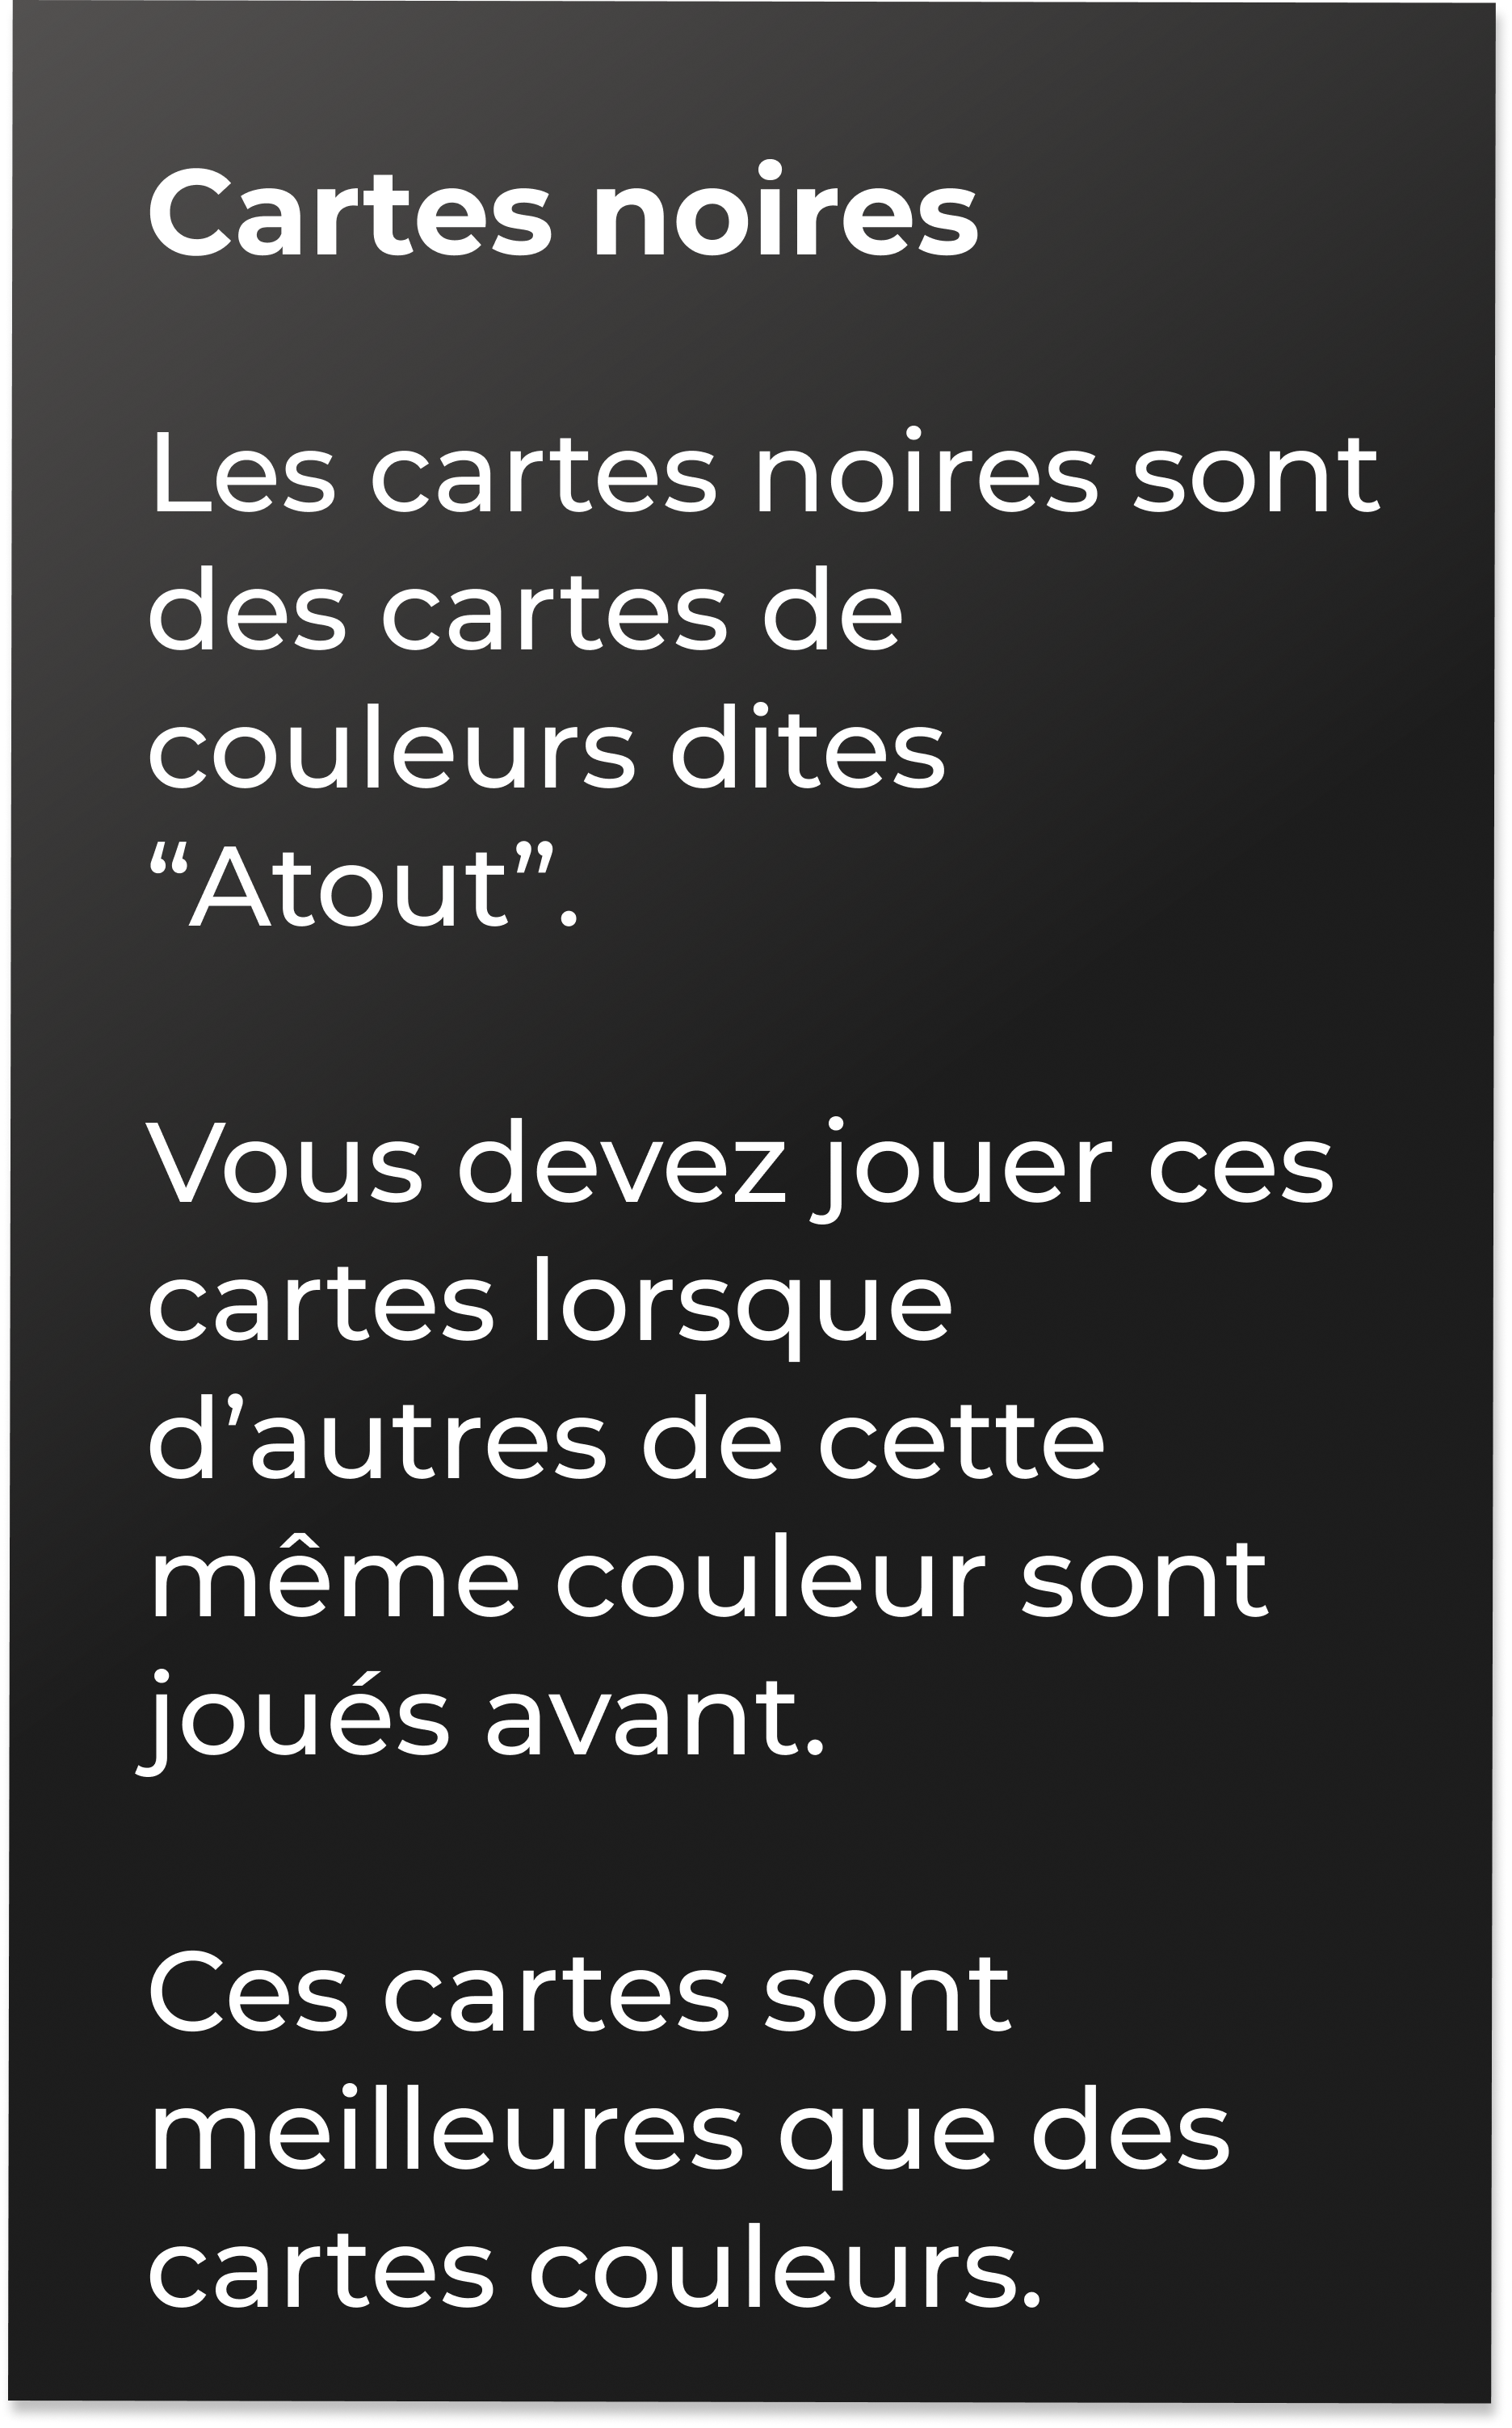 Cartes noires
Les cartes noires sont
des cartes de
couleurs dites
“Atout”.
Vous devez jouer ces
cartes lorsque
d’autres de cette
même couleur sont
joués avant.
Ces cartes sont
meilleures que des
cartes couleurs.